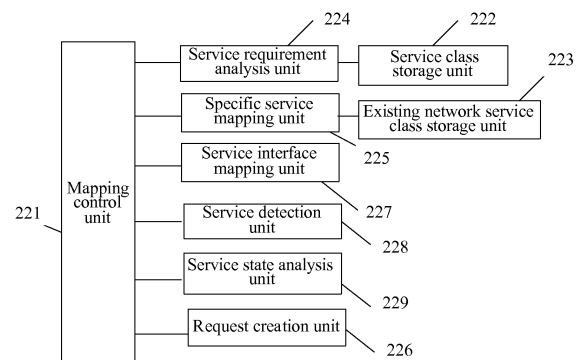 224
222
Service requirement
analysis unit
Service class
storage unit
223
Specific service
mapping unit
Existing network service
class storage unit
225
Service interface
mapping unit
Mapping
control
unit
221
227
Service detection
unit
228
Service state analysis
unit
229
Request creation unit
226